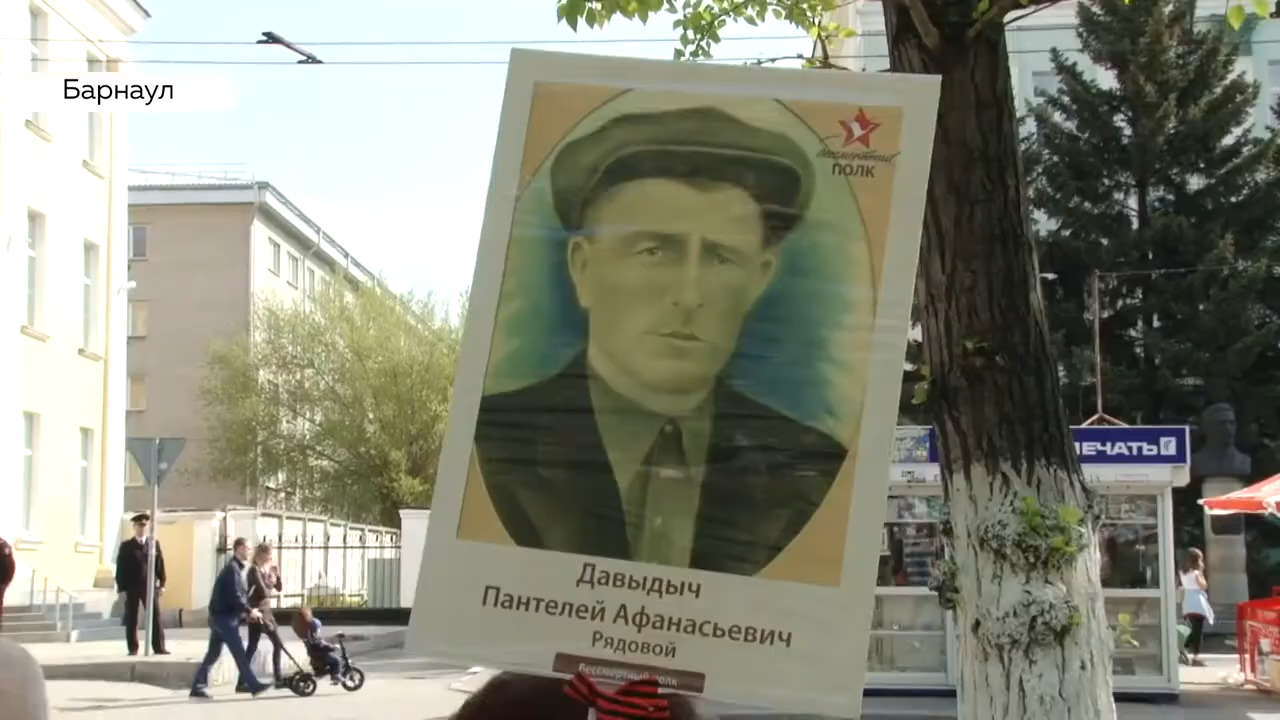 Барнаул
Бессмертный
ПОЛК
ПЕЧАТЬ
Давыдыч
Пантелей Афанасьевич
Рядовой
Бессмертный полк